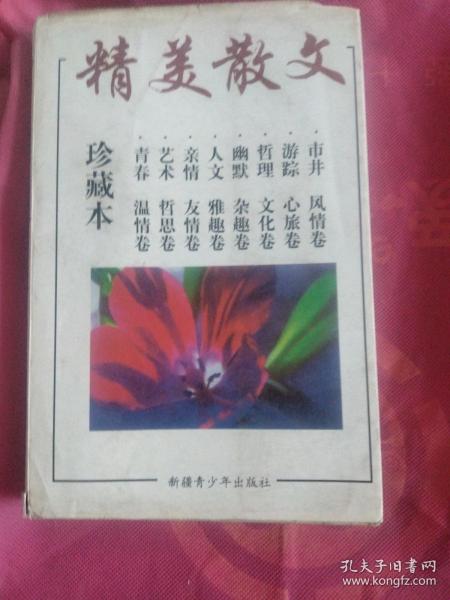 精美散文
珍藏本
·市井 风情卷
·游踪 心旅卷
·哲理 文化卷
·幽默 杂趣卷
·人文 雅趣卷
·亲情 友情卷
·艺术 哲思卷
·青春 温情卷
新疆青少年出版社
孔夫子旧书网
www.kongfz.com